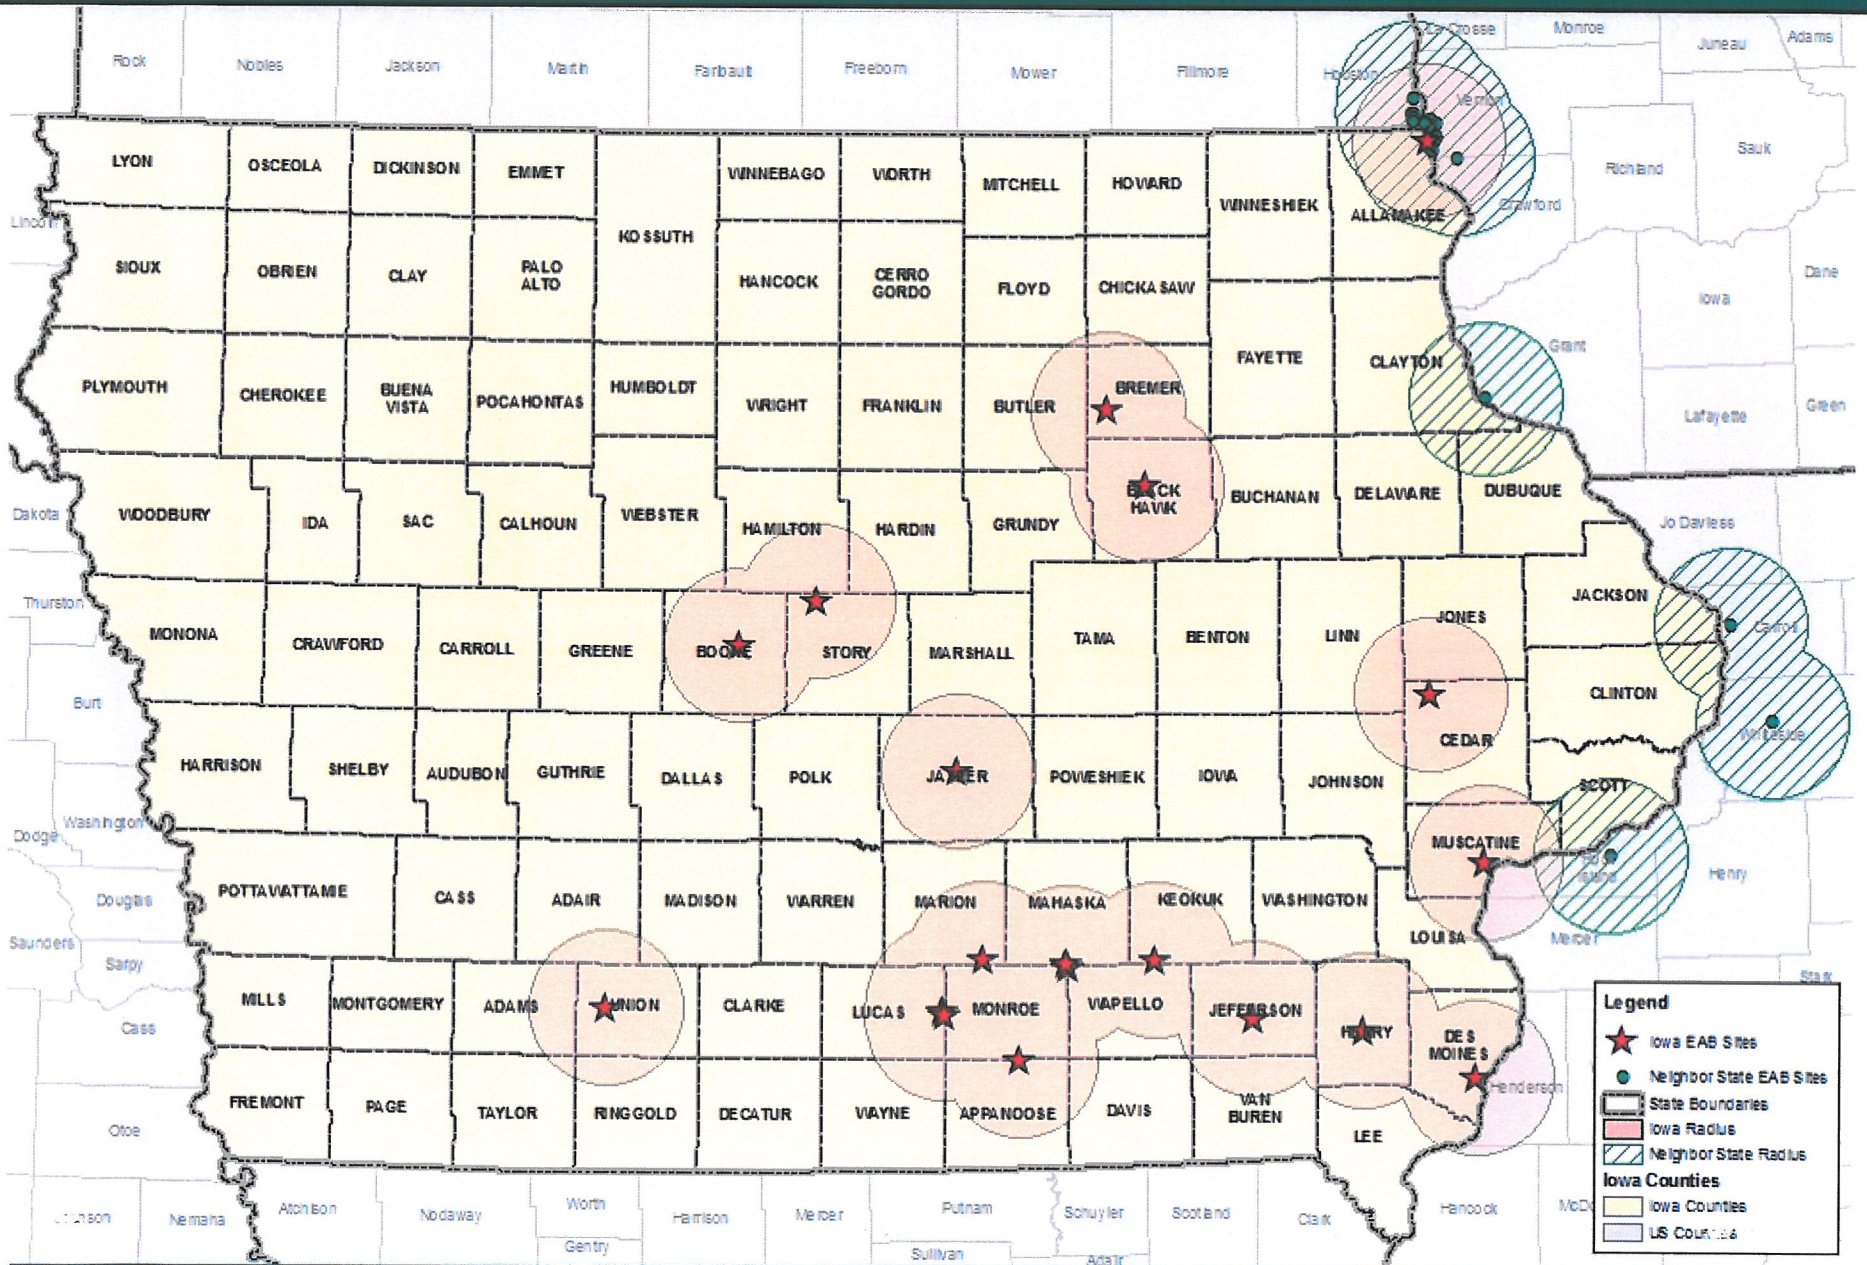 La Crosse
Monroe
Juneau
Adams
Rock
Nobles
Jackson
Martin
Faribault
Freeborn
Mower
Fillmore
Houston
Vernon
LYON
OSCEOLA
DICKINSON
EMMET
WINNEBAGO
WORTH
MITCHELL
HOWARD
WINNESHIEK
ALLAMAKEE
Crawford
Richland
Sauk
Lincoln
KOSSUTH
SIOUX
OBRIEN
CLAY
PALO
ALTO
HANCOCK
CERRO
GORDO
FLOYD
CHICKASAW
Iowa
Dane
PLYMOUTH
CHEROKEE
BUENA
VISTA
POCAHONTAS
HUMBOLDT
WRIGHT
FRANKLIN
BUTLER
BREMER
FAYETTE
CLAYTON
Grant
Lafayette
Green
Dakota
WOODBURY
IDA
SAC
CALHOUN
WEBSTER
HAMILTON
HARDIN
GRUNDY
BLACK
HAWK
BUCHANAN
DELAWARE
DUBUQUE
Jo Daviess
Thurston
MONONA
CRAWFORD
CARROLL
GREENE
BOONE
STORY
MARSHALL
TAMA
BENTON
LINN
JONES
JACKSON
Carroll
Burt
HARRISON
SHELBY
AUDUBON
GUTHRIE
DALLAS
POLK
JASPER
POWESHIEK
IOWA
JOHNSON
CEDAR
CLINTON
Whiteside
SCOTT
Dodge
Washington
MUSCATINE
Rock
Island
Henry
Douglas
POTTAWATTAMIE
CASS
ADAIR
MADISON
WARREN
MARION
MAHASKA
KEOKUK
WASHINGTON
LOUISA
Mercer
Saunders
Sarpy
Stark
Cass
MILLS
MONTGOMERY
ADAMS
UNION
CLARKE
LUCAS
MONROE
WAPELLO
JEFFERSON
HENRY
DES
MOINES
Henderson
Otoe
FREMONT
PAGE
TAYLOR
RINGGOLD
DECATUR
WAYNE
APPANOOSE
DAVIS
VAN
BUREN
LEE
Nemaha
Atchison
Nodaway
Worth
Gentry
Harrison
Mercer
Putnam
Sullivan
Schuyler
Adair
Scotland
Clark
Hancock
Legend
Iowa EAB Sites
Neighbor State EAB Sites
State Boundaries
Iowa Radius
Neighbor State Radius
Iowa Counties
Iowa Counties
US Counties